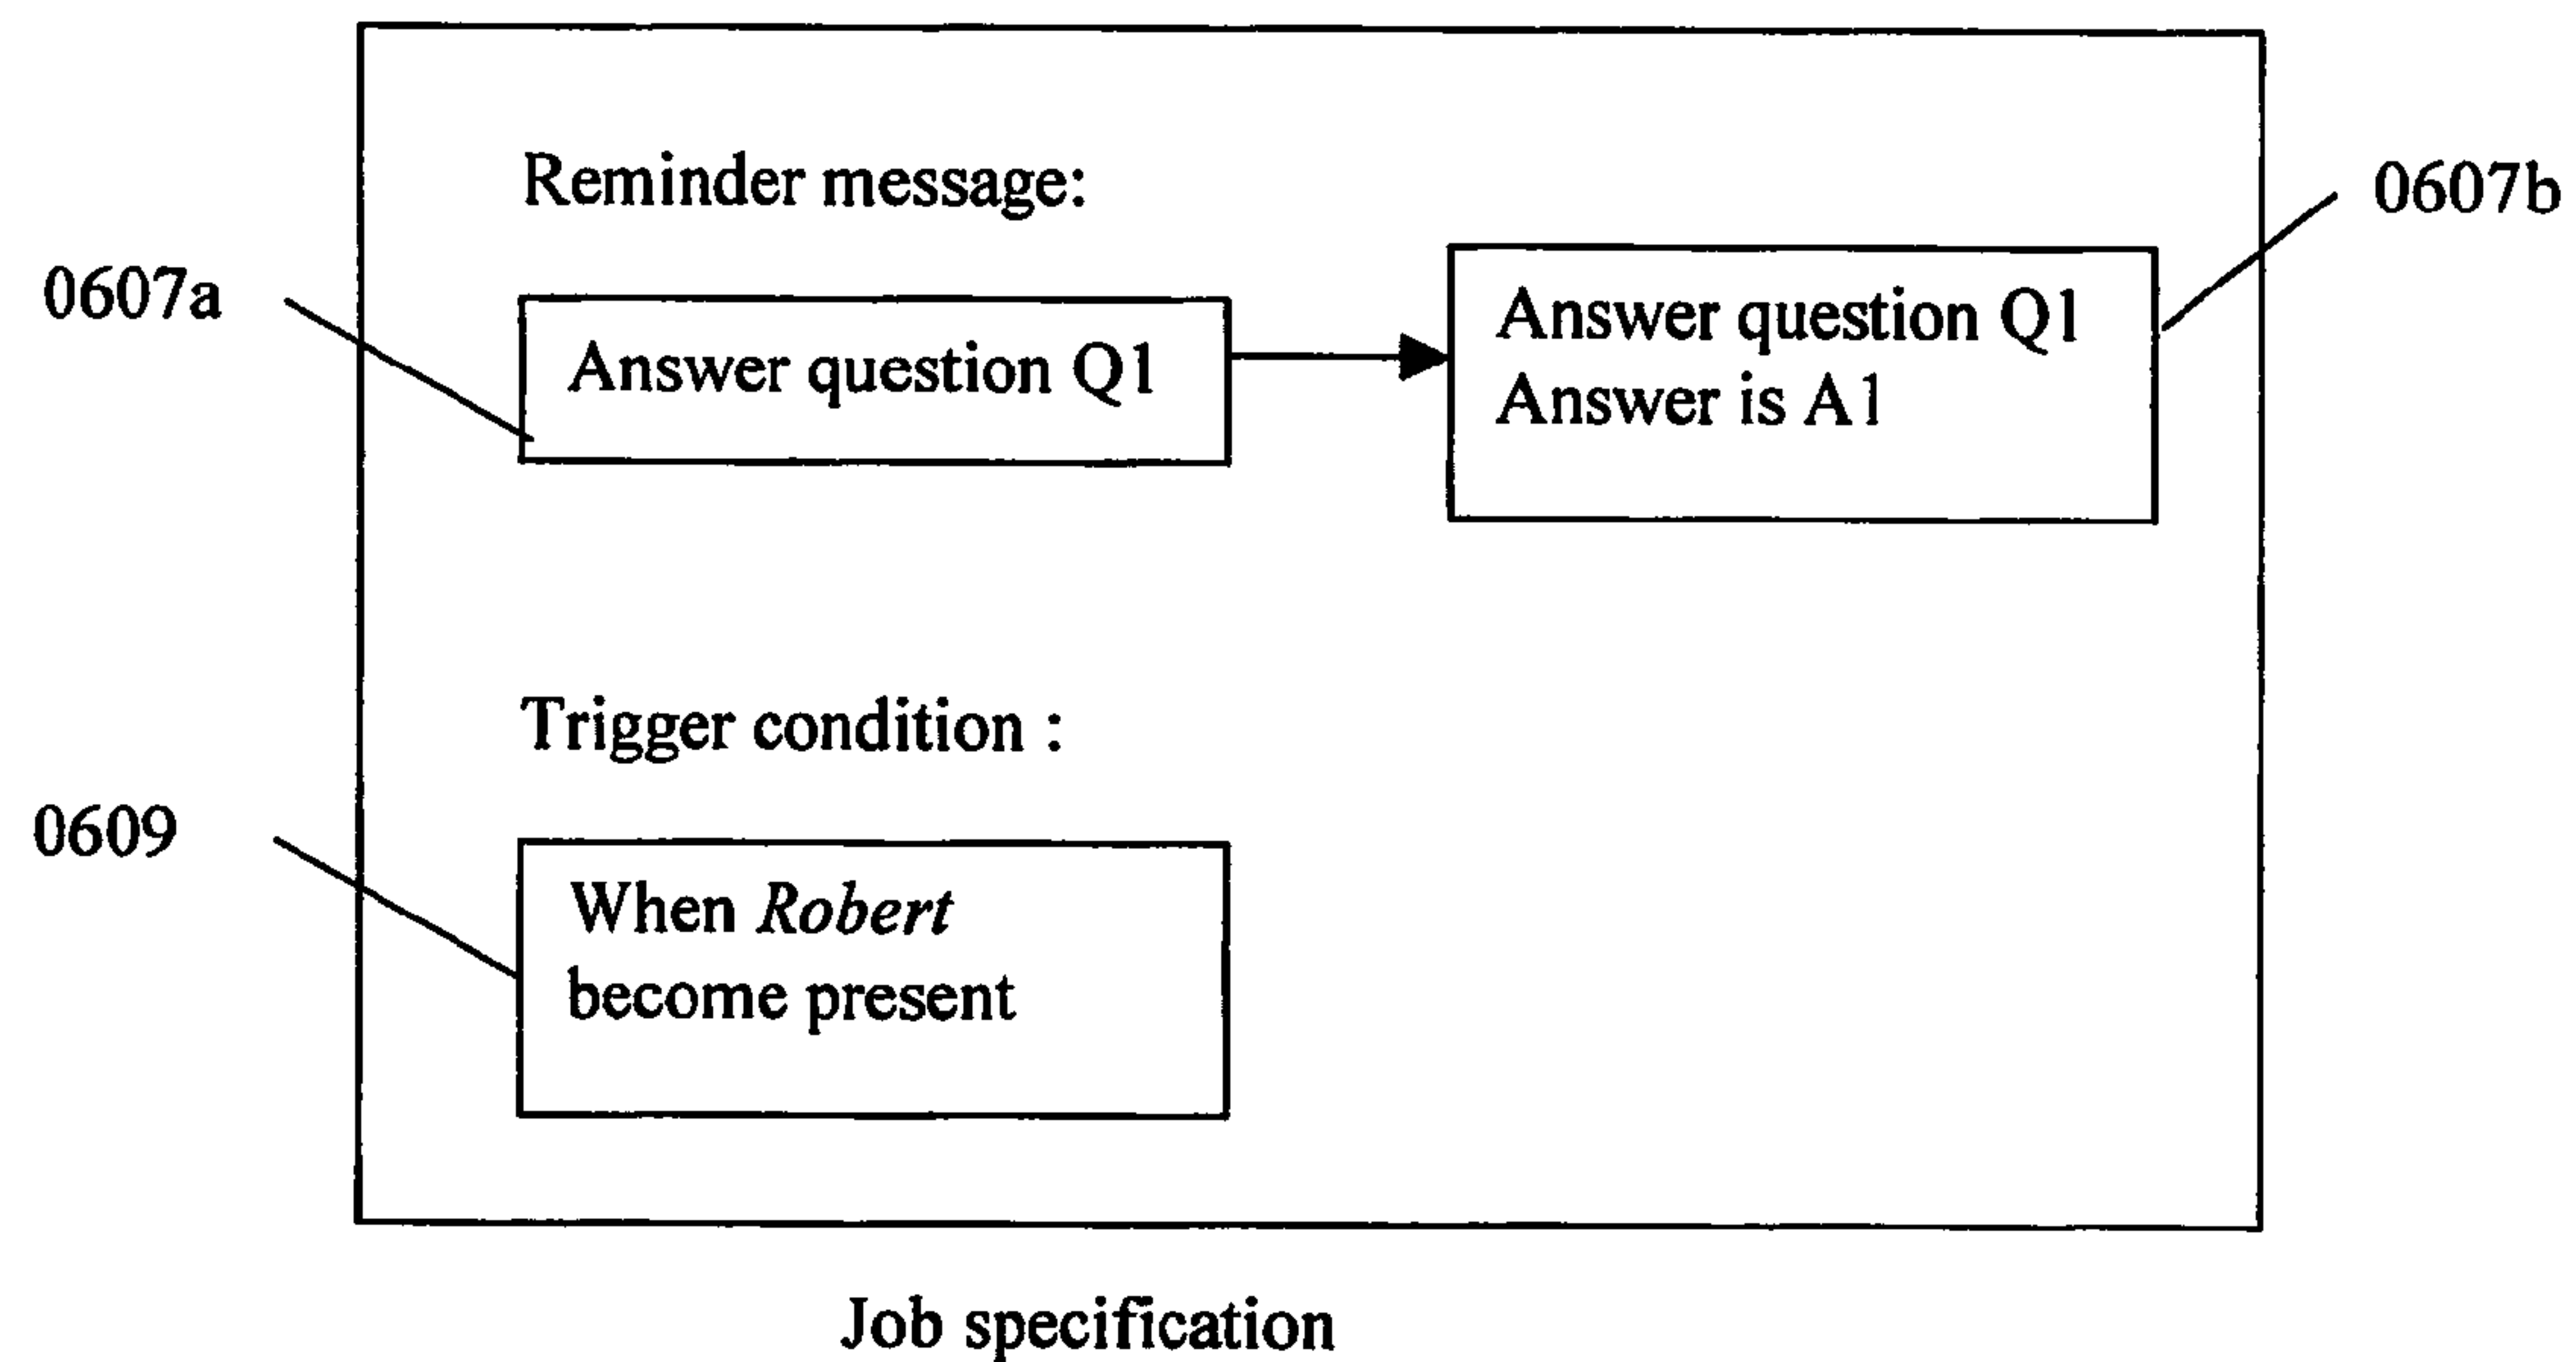 Reminder message:
0607b
0607a
Answer question Q1
Answer question Q1
Answer is A1
Trigger condition :
0609
When Robert
become present
Job specification